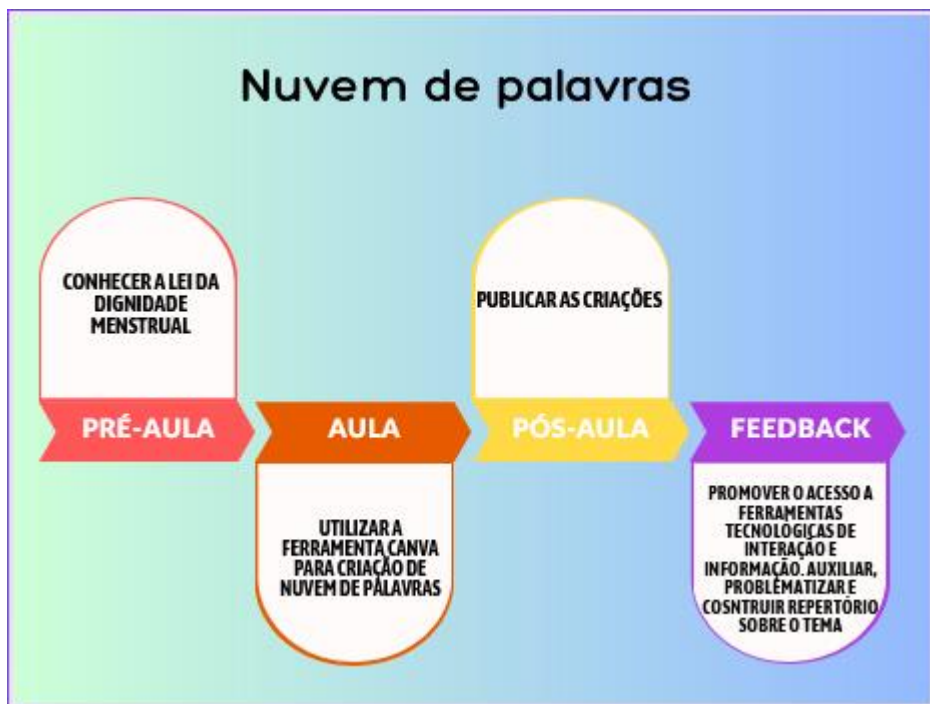 Nuvem de palavras
CONHECER A LEI DA
DIGNIDADE
MENSTRUAL
PRÉ-AULA
AULA
UTILIZAR A
FERRAMENTA CANVA
PARA CRIAÇÃO DE
NUVEM DE PALAVRAS
PUBLICAR AS CRIAÇÕES
PÓS-AULA
FEEDBACK
PROMOVER O ACESSO A
FERRAMENTAS
TECNOLÓGICAS DE
INTERAÇÃO E
INFORMAÇÃO. AUXILIAR,
PROBLEMATIZAR E
COSNTRUIR REPERTÓRIO
SOBRE O TEMA